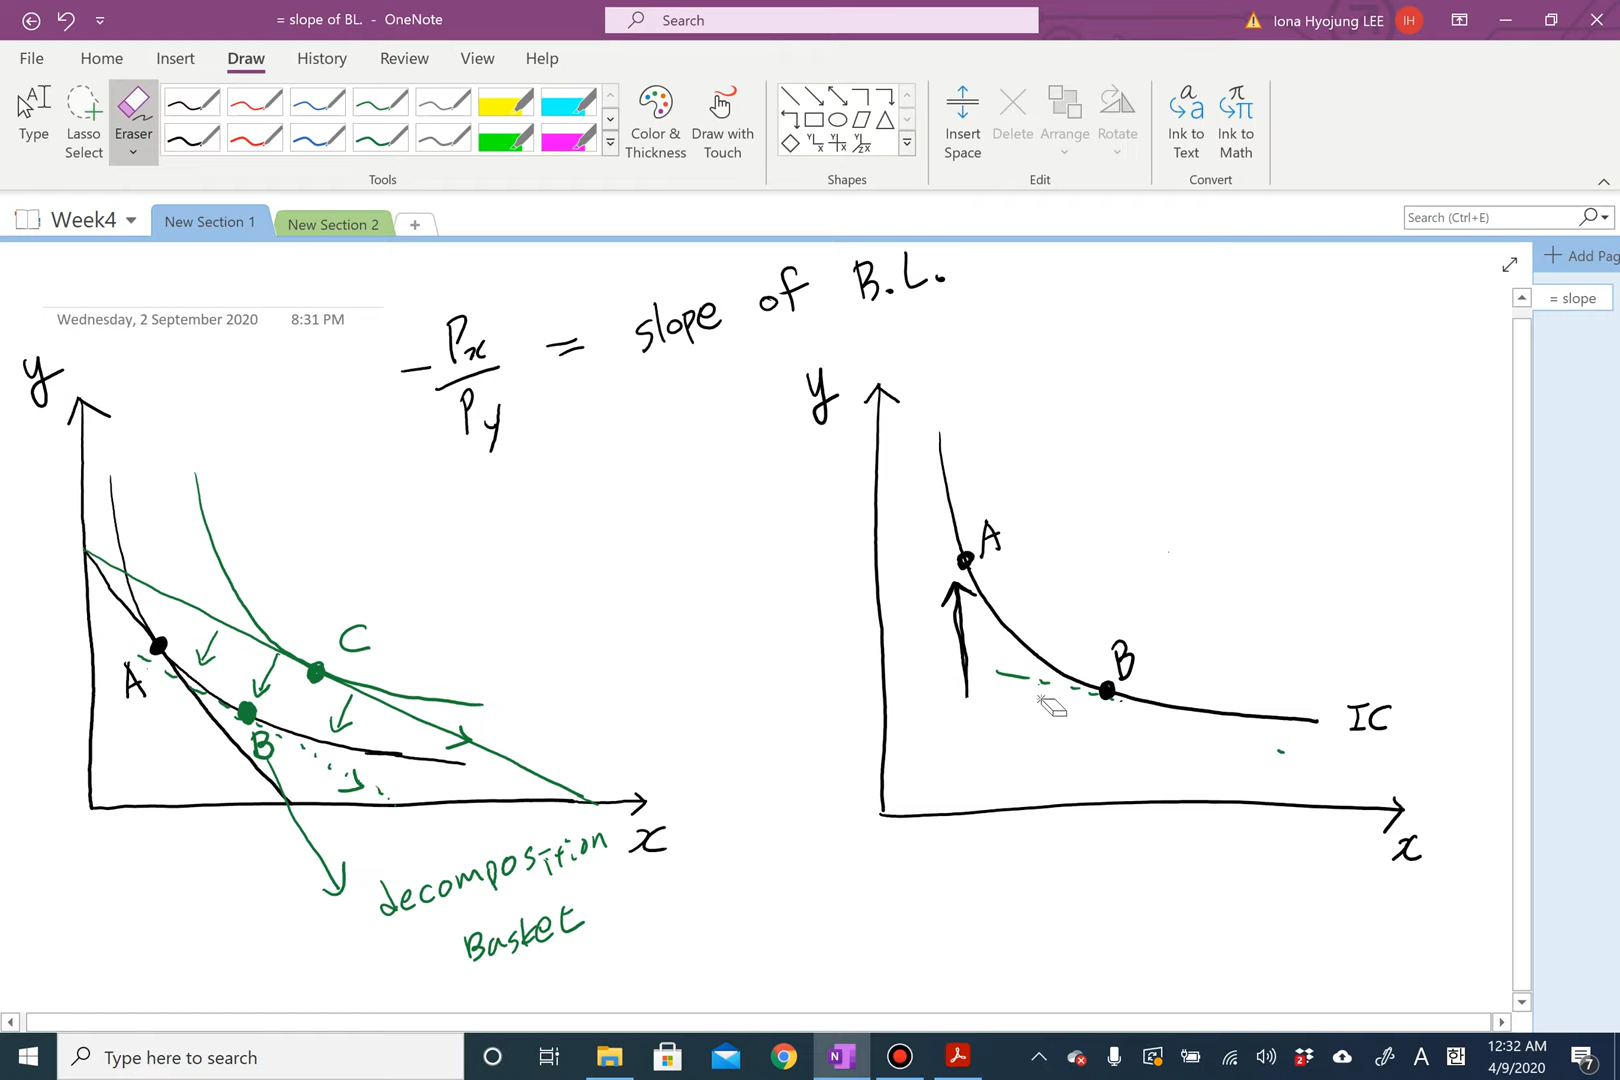 = slope of BL. - OneNote
Search
Iona Hyojung LEE
IH
File Home Insert Draw History Review View Help
Type
Lasso Select
Eraser
Color & Thickness
Draw with Touch
Insert Space
Delete
Arrange
Rotate
Ink to Text
Ink to Math
Tools
Shapes
Edit
Convert
Week4
New Section 1
New Section 2
Search (Ctrl+E)
Add Pag
= slope
Wednesday, 2 September 2020 8:31 PM
- Px / Py = slope of B.L.
y
A
B
C
x
decomposition
Basket
y
A
B
IC
x
Type here to search
A
한
12:32 AM
4/9/2020
7